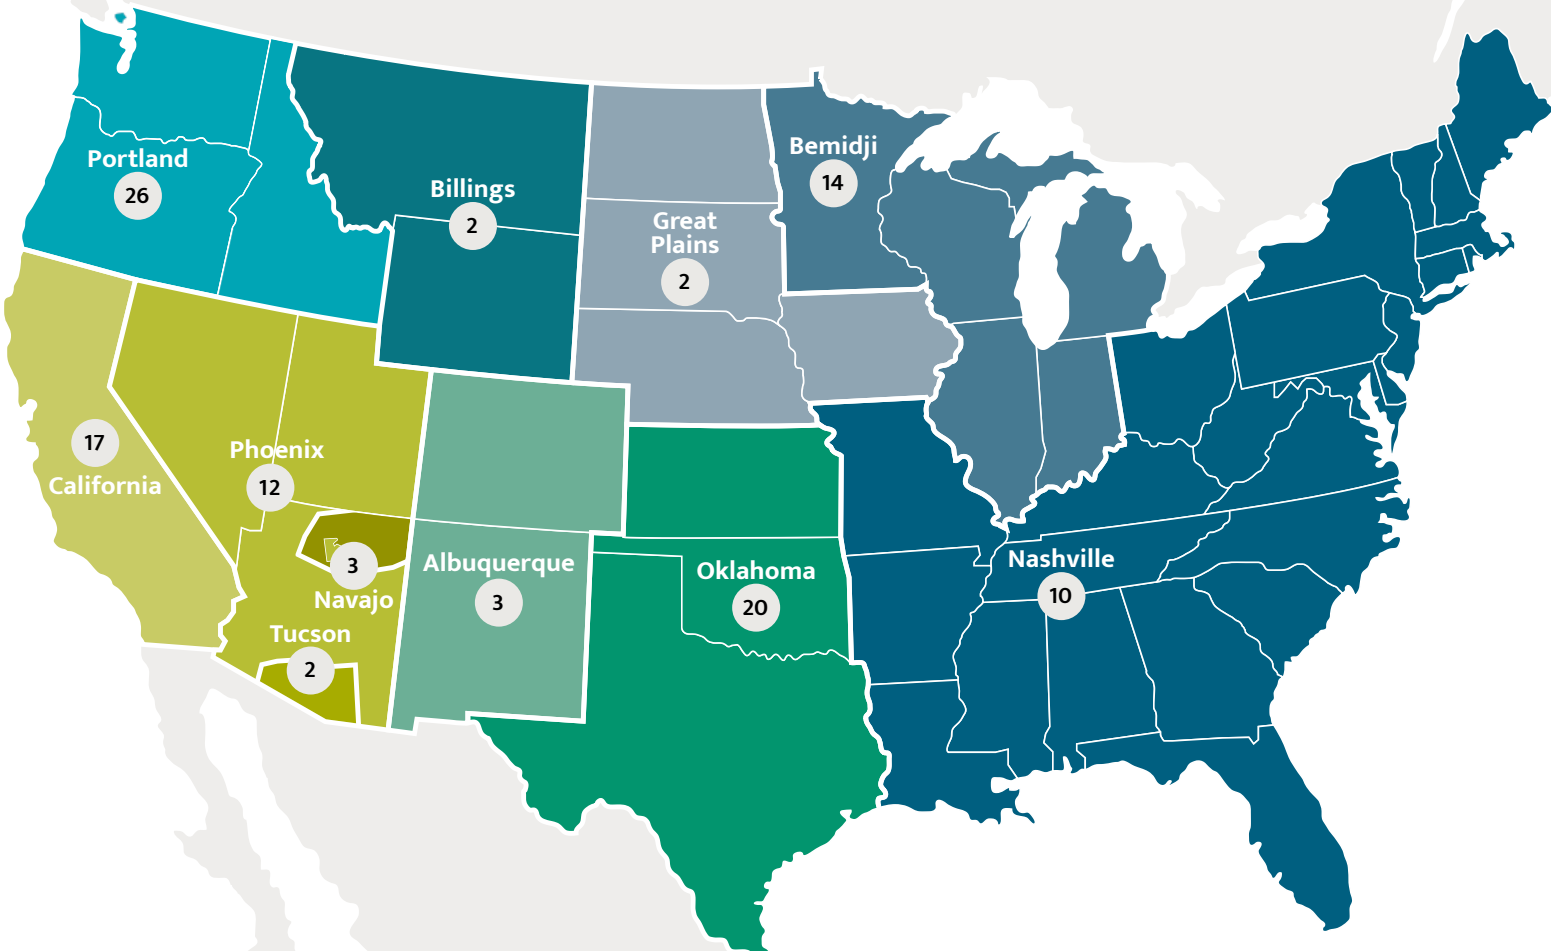 Portland
26
Billings
2
Great
Plains
2
Bemidji
14
17
California
Phoenix
12
3
Navajo
Tucson
2
Albuquerque
3
Oklahoma
20
Nashville
10